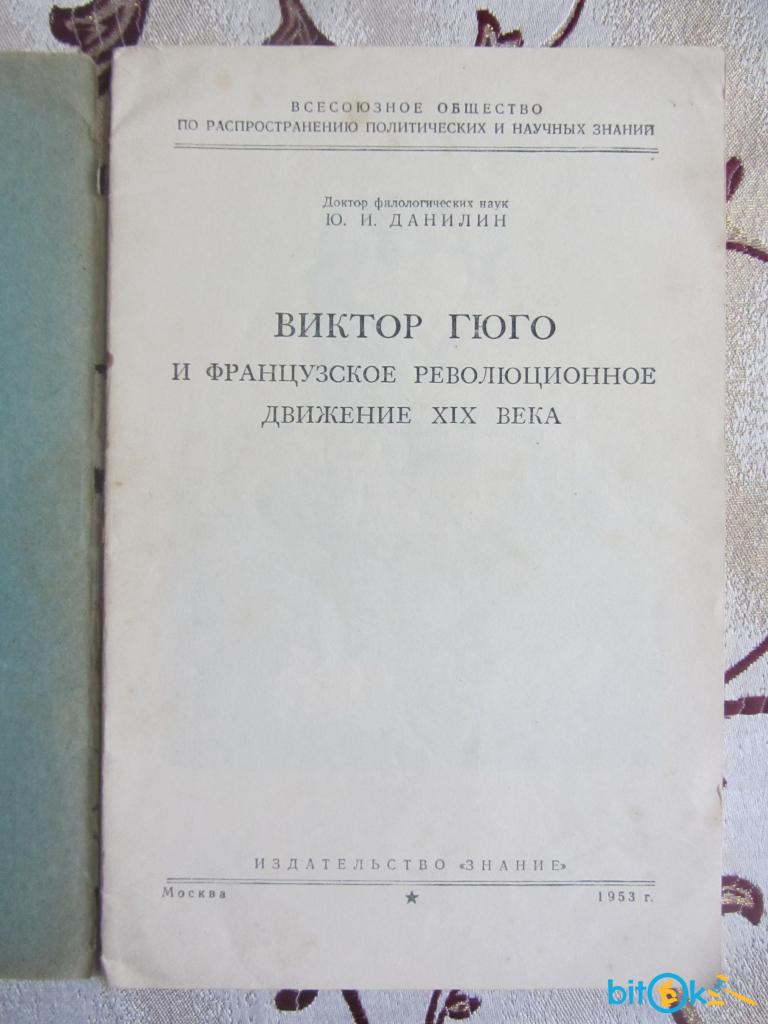 ВСЕСОЮЗНОЕ ОБЩЕСТВО
ПО РАСПРОСТРАНЕНИЮ ПОЛИТИЧЕСКИХ И НАУЧНЫХ ЗНАНИЙ
Доктор филологических наук
Ю. И. ДАНИЛИН
ВИКТОР ГЮГО
И ФРАНЦУЗСКОЕ РЕВОЛЮЦИОННОЕ
ДВИЖЕНИЕ XIX ВЕКА
ИЗДАТЕЛЬСТВО «ЗНАНИЕ»
Москва 1953 г.
bitOk